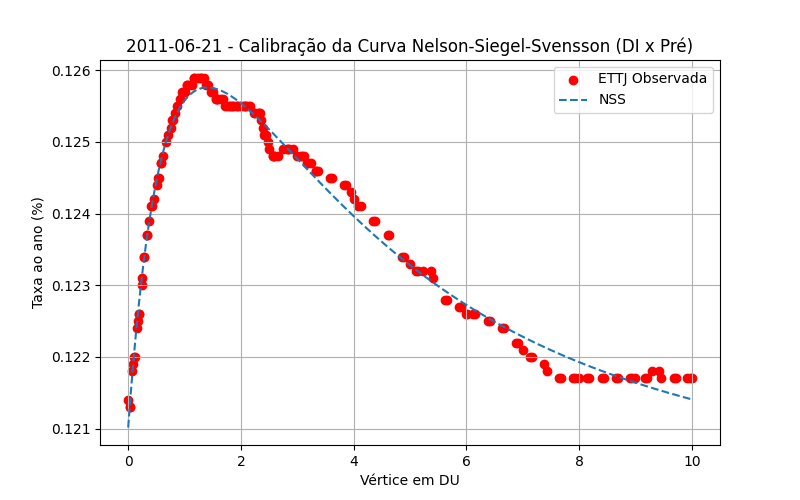 2011-06-21 - Calibração da Curva Nelson-Siegel-Svensson (DI x Pré)
ETTJ Observada
NSS
Taxa ao ano (%)
0.126
0.125
0.124
0.123
0.122
0.121
0 2 4 6 8 10
Vértice em DU